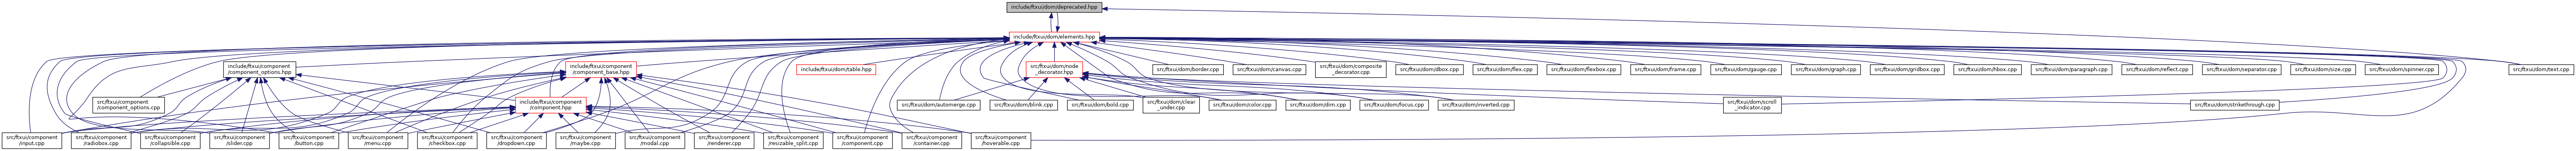 include/ftxui/dom/deprecated.hpp
include/ftxui/dom/elements.hpp
include/ftxui/component
/component_options.hpp
include/ftxui/component
/component_base.hpp
include/ftxui/dom/table.hpp
src/ftxui/dom/node
_decorator.hpp
src/ftxui/dom/border.cpp
src/ftxui/dom/canvas.cpp
src/ftxui/dom/composite
_decorator.cpp
src/ftxui/dom/dbox.cpp
src/ftxui/dom/flex.cpp
src/ftxui/dom/flexbox.cpp
src/ftxui/dom/frame.cpp
src/ftxui/dom/gauge.cpp
src/ftxui/dom/graph.cpp
src/ftxui/dom/gridbox.cpp
src/ftxui/dom/hbox.cpp
src/ftxui/dom/paragraph.cpp
src/ftxui/dom/reflect.cpp
src/ftxui/dom/separator.cpp
src/ftxui/dom/size.cpp
src/ftxui/dom/spinner.cpp
src/ftxui/dom/text.cpp
src/ftxui/component
/component_options.cpp
include/ftxui/component
/component.hpp
src/ftxui/dom/automerge.cpp
src/ftxui/dom/blink.cpp
src/ftxui/dom/bold.cpp
src/ftxui/dom/clear
_under.cpp
src/ftxui/dom/color.cpp
src/ftxui/dom/dim.cpp
src/ftxui/dom/focus.cpp
src/ftxui/dom/inverted.cpp
src/ftxui/dom/scroll
_indicator.cpp
src/ftxui/dom/strikethrough.cpp
src/ftxui/component
/input.cpp
src/ftxui/component
/radiobox.cpp
src/ftxui/component
/collapsible.cpp
src/ftxui/component
/slider.cpp
src/ftxui/component
/button.cpp
src/ftxui/component
/menu.cpp
src/ftxui/component
/checkbox.cpp
src/ftxui/component
/dropdown.cpp
src/ftxui/component
/maybe.cpp
src/ftxui/component
/modal.cpp
src/ftxui/component
/renderer.cpp
src/ftxui/component
/resizable_split.cpp
src/ftxui/component
/component.cpp
src/ftxui/component
/container.cpp
src/ftxui/component
/hoverable.cpp